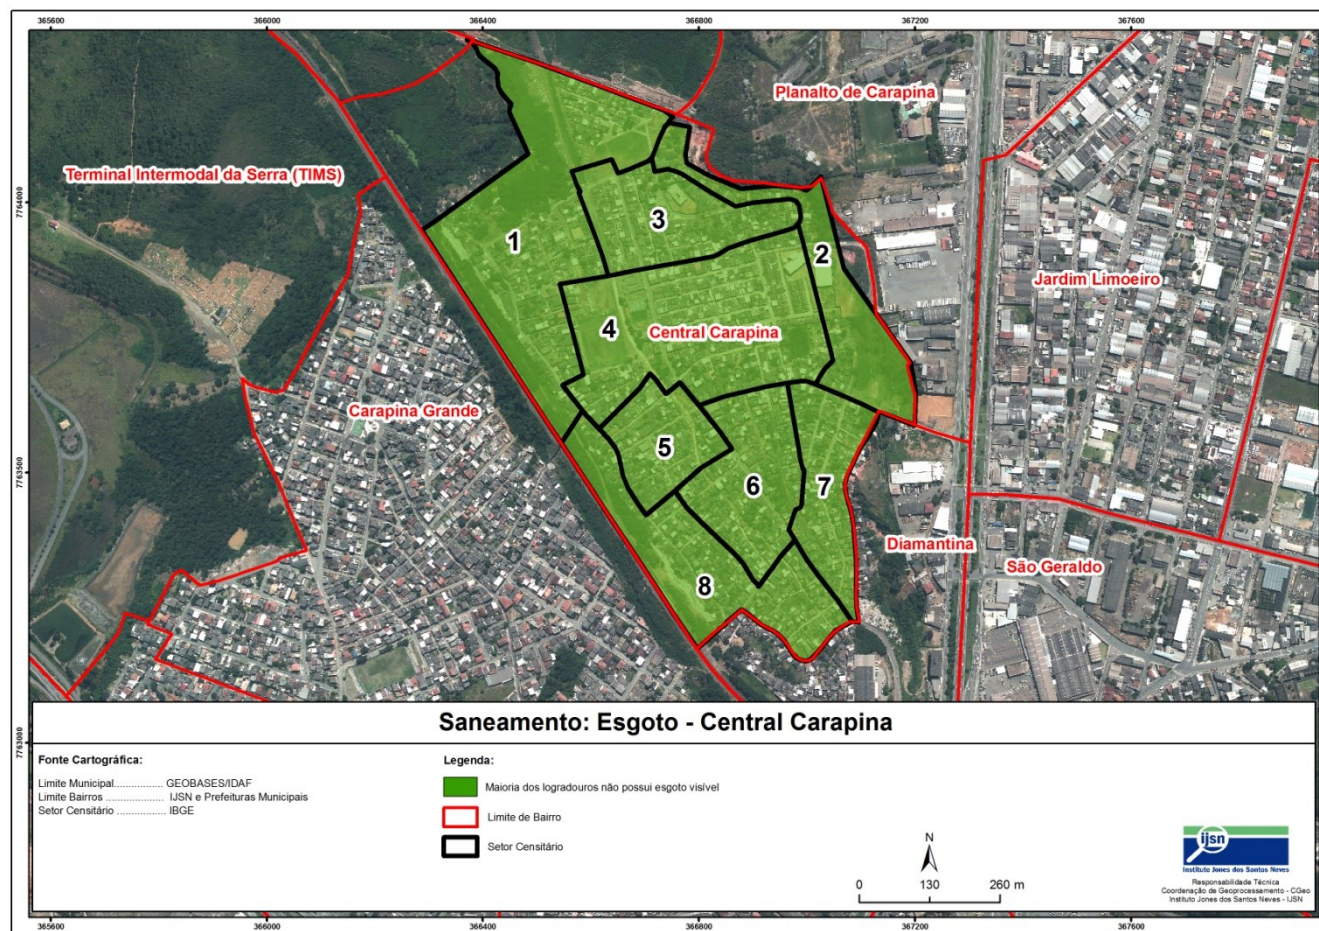 365600 366000 366400 366800 367200 367600
Planalto de Carapina
Terminal Intermodal da Serra (TIMS)
7764000
3
1
2
Jardim Limoeiro
4
Central Carapina
Carapina Grande
5
7763500
6
7
Diamantina
São Geraldo
8
Saneamento: Esgoto - Central Carapina
7763000
Fonte Cartográfica:
Limite Municipal................. GEOBASES/IDAF
Limite Bairros .................... IJSN e Prefeituras Municipais
Setor Censitário .................. IBGE
Legenda:
Maioria dos logradouros não possui esgoto visível
Limite de Bairro
Setor Censitário
N
0 130 260 m
ijsn
Instituto Jones dos Santos Neves
Responsabilidade Técnica
Coordenação de Geoprocessamento - CGeo
Instituto Jones dos Santos Neves - IJSN
365600 366000 366400 366800 367200 367600